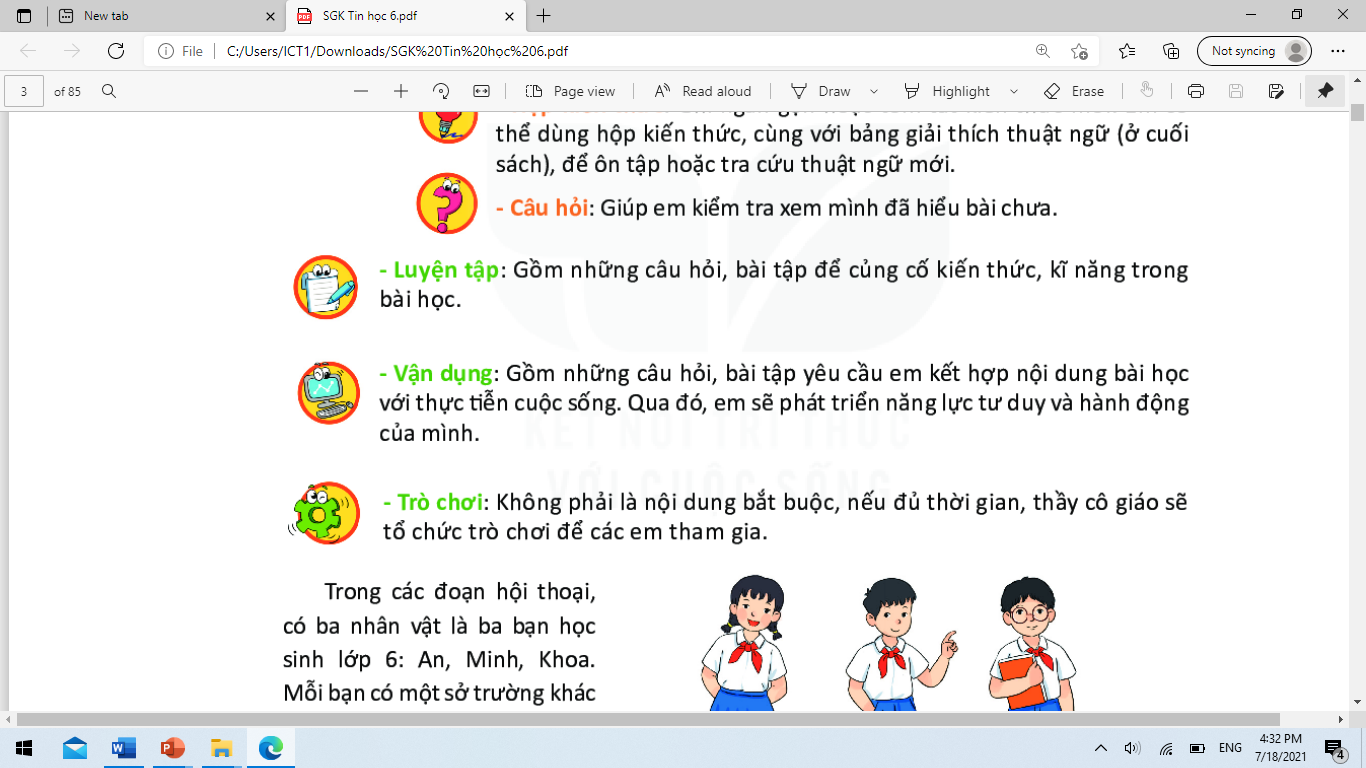 New tab
SGK Tin học 6.pdf
File
C:/Users/ICT1/Downloads/SGK%20Tin%20học%206.pdf
Not syncing
3 of 85
Page view
Read aloud
Draw
Highlight
Erase
thể dùng hộp kiến thức, cùng với bảng giải thích thuật ngữ (ở cuối
sách), để ôn tập hoặc tra cứu thuật ngữ mới.
- Câu hỏi: Giúp em kiểm tra xem mình đã hiểu bài chưa.
- Luyện tập: Gồm những câu hỏi, bài tập để củng cố kiến thức, kĩ năng trong
bài học.
- Vận dụng: Gồm những câu hỏi, bài tập yêu cầu em kết hợp nội dung bài học
với thực tiễn cuộc sống. Qua đó, em sẽ phát triển năng lực tư duy và hành động
của mình.
KẾT NỐI TRI THỨC
VỚI CUỘC SỐNG
- Trò chơi: Không phải là nội dung bắt buộc, nếu đủ thời gian, thầy cô giáo sẽ
tổ chức trò chơi để các em tham gia.
Trong các đoạn hội thoại,
có ba nhân vật là ba bạn học
sinh lớp 6: An, Minh, Khoa.
Mỗi bạn có một sở trường khác
ENG
4:32 PM
7/18/2021
4